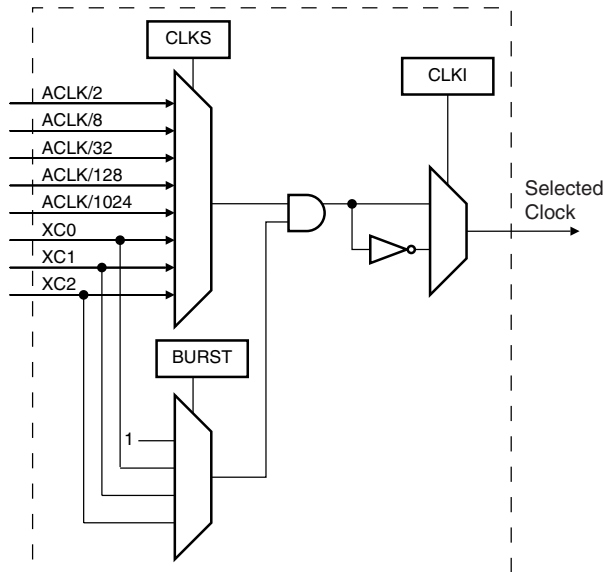 CLKS
CLKI
ACLK/2
ACLK/8
ACLK/32
ACLK/128
ACLK/1024
XC0
XC1
XC2
Selected
Clock
BURST
1